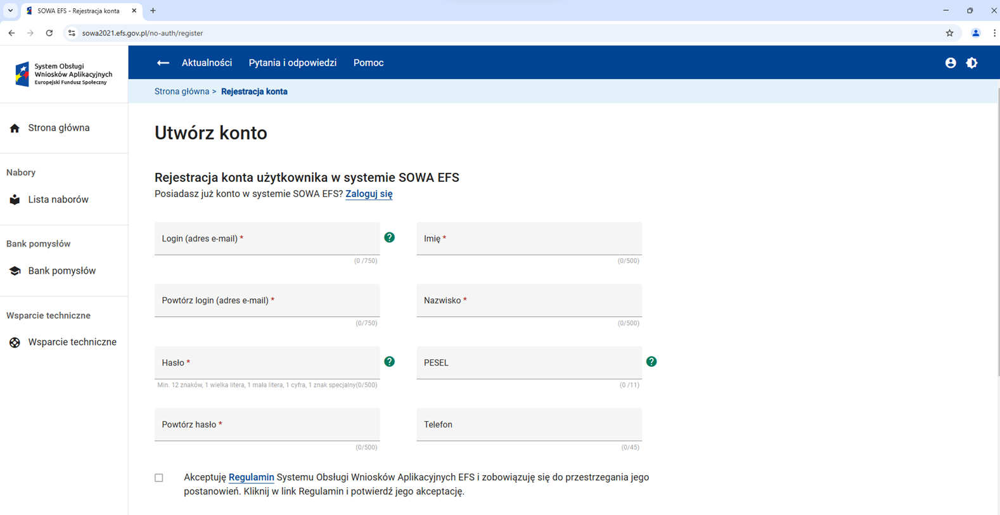 SOWA EFS - Rejestracja konta
sowa2021.efs.gov.pl/no-auth/register
System Obsługi
Wniosków Aplikacyjnych
Europejski Fundusz Społeczny
Aktualności Pytania i odpowiedzi Pomoc
Strona główna > Rejestracja konta
Strona główna
Nabory
Lista naborów
Bank pomysłów
Bank pomysłów
Wsparcie techniczne
Wsparcie techniczne
Utwórz konto
Rejestracja konta użytkownika w systemie SOWA EFS
Posiadasz już konto w systemie SOWA EFS? Zaloguj się
Login (adres e-mail) * ? Imię *
(0 /750) (0/500)
Powtórz login (adres e-mail) * Nazwisko *
(0/750) (0/500)
Hasło * ? PESEL ?
Min. 12 znaków, 1 wielka litera, 1 mała litera, 1 cyfra, 1 znak specjalny(0/500) (0 /11)
Powtórz hasło * Telefon
(0/500) (0/45)
Akceptuję Regulamin Systemu Obsługi Wniosków Aplikacyjnych EFS i zobowiązuję się do przestrzegania jego
postanowień. Kliknij w link Regulamin i potwierdź jego akceptację.